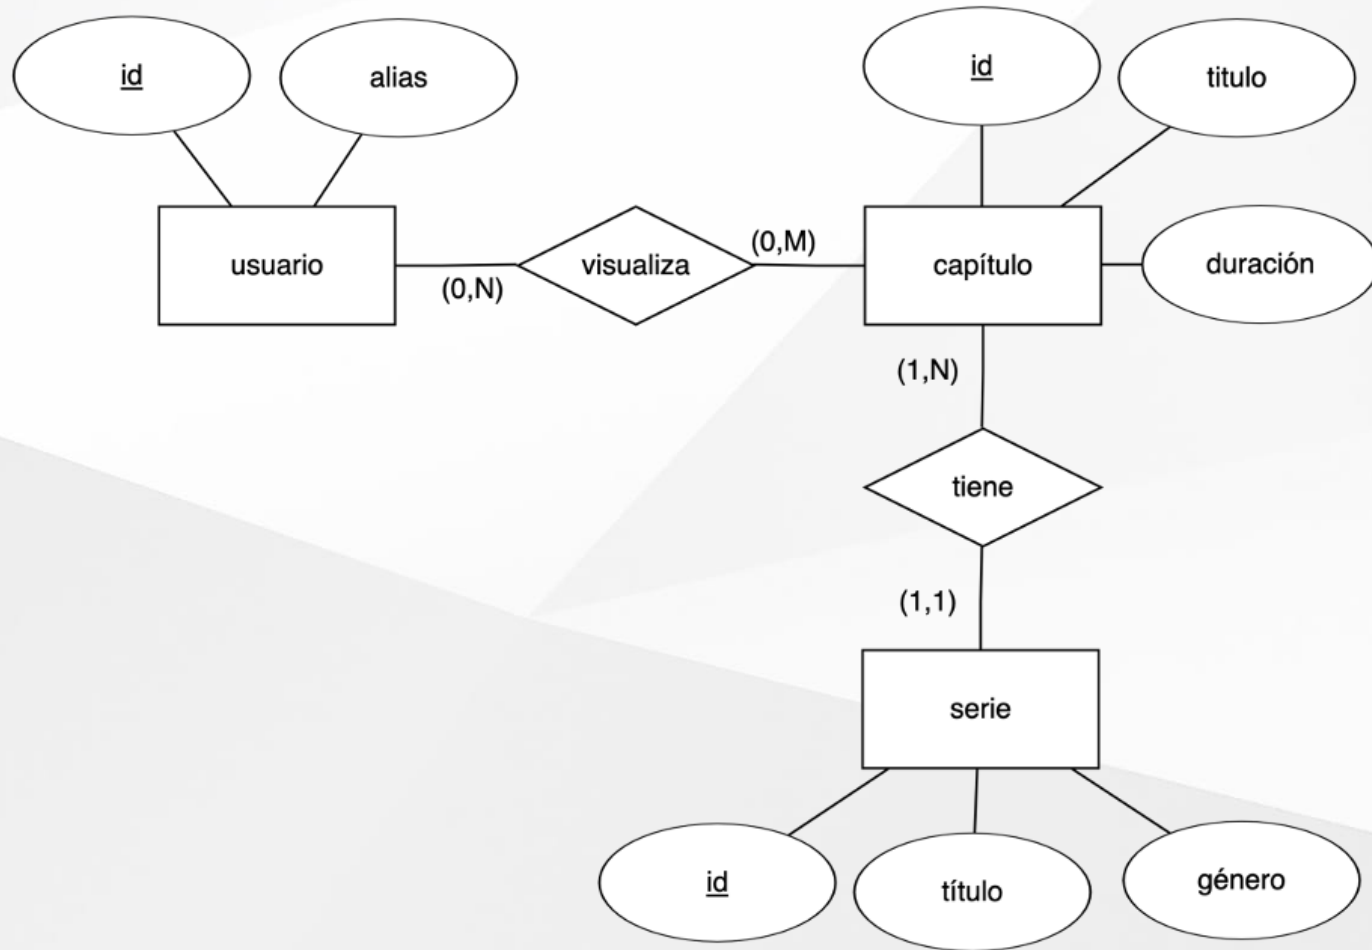 id
alias
id
titulo
usuario
(0,N)
visualiza
(0,M)
capítulo
duración
(1,N)
tiene
(1,1)
serie
id
título
género